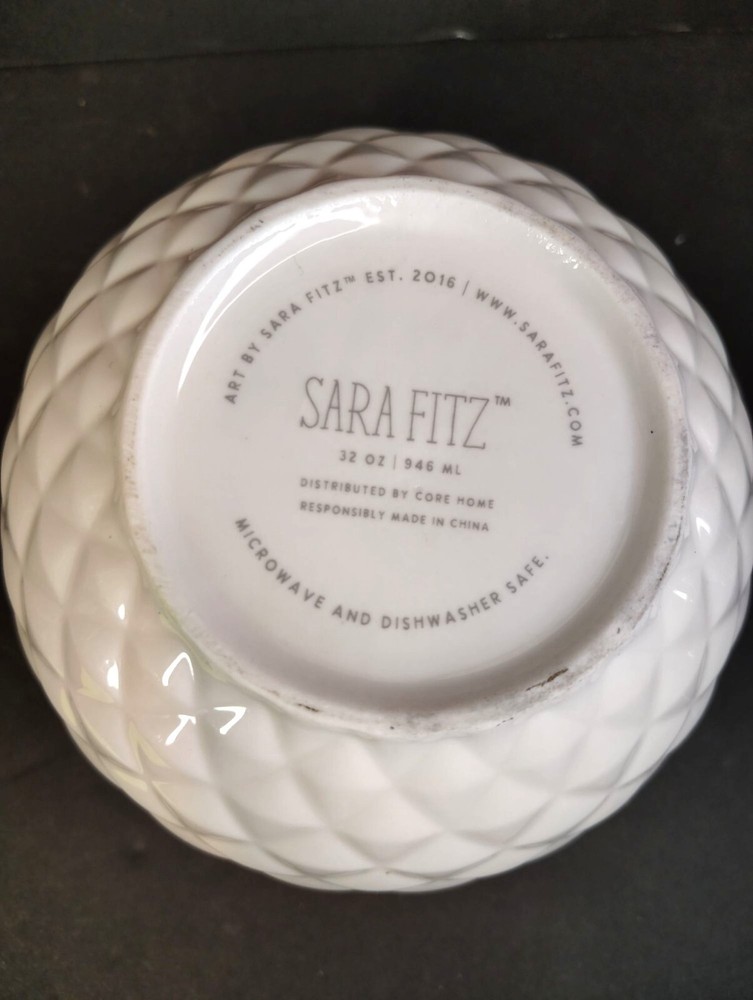 ART BY SARA FITZ™ EST. 2016 | WWW.SARAFITZ.COM
SARA FITZ™
32 OZ | 946 ML
DISTRIBUTED BY CORE HOME
RESPONSIBLY MADE IN CHINA
MICROWAVE AND DISHWASHER SAFE.